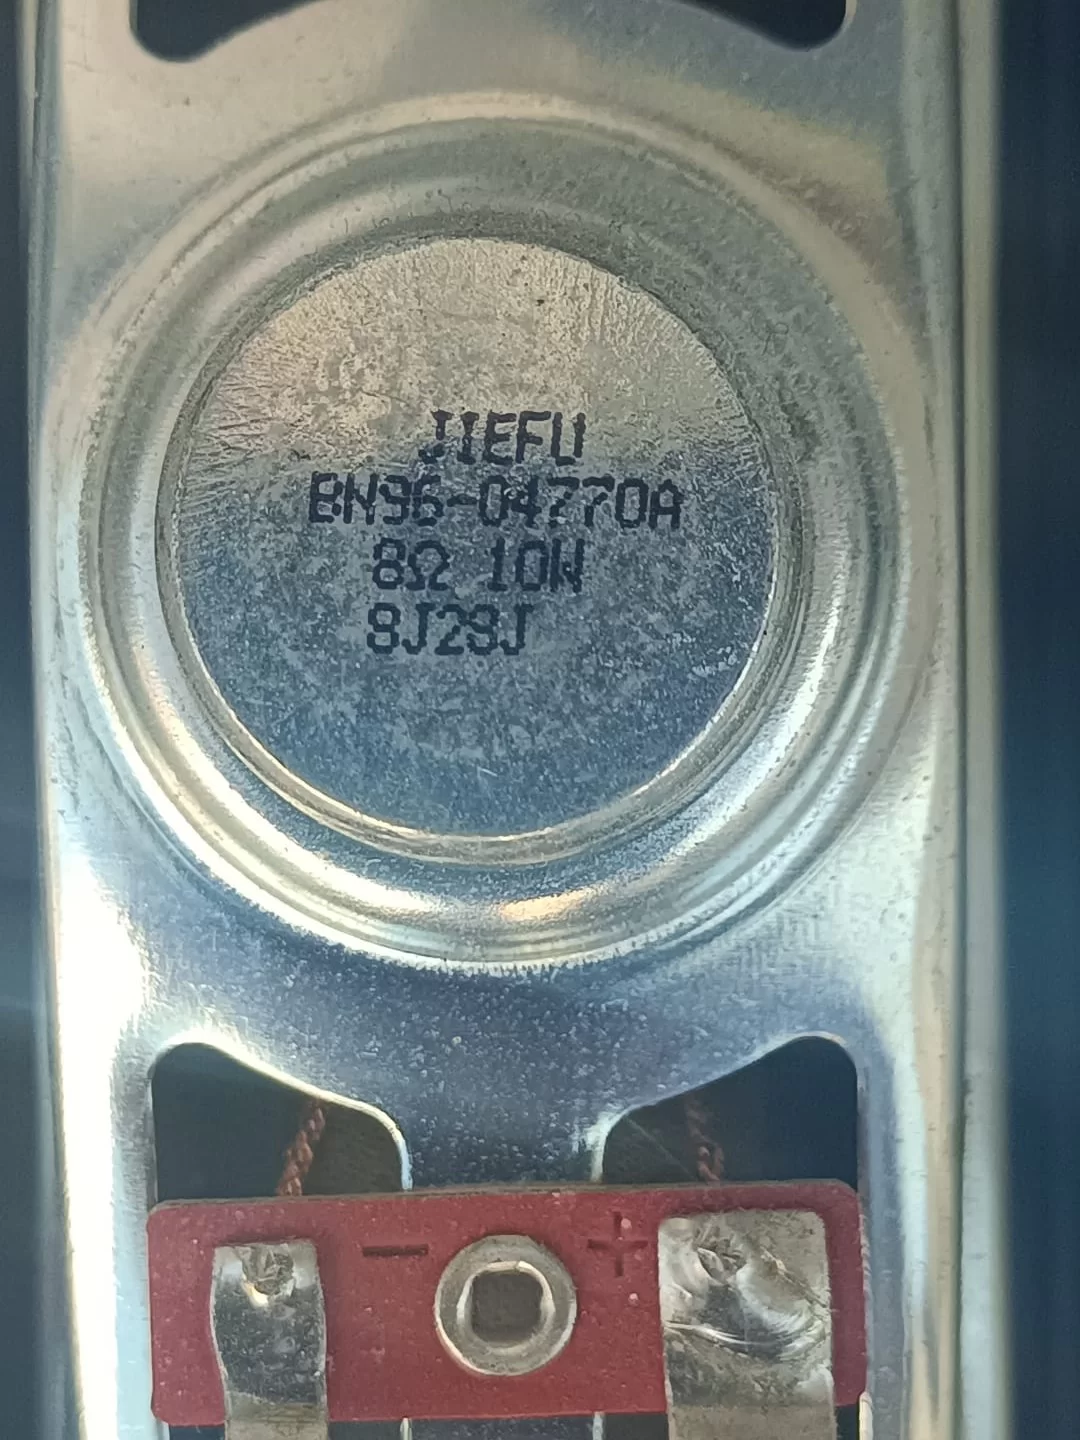 JIEFU
BN96-04770A
8Ω 10W
8J29J
- +